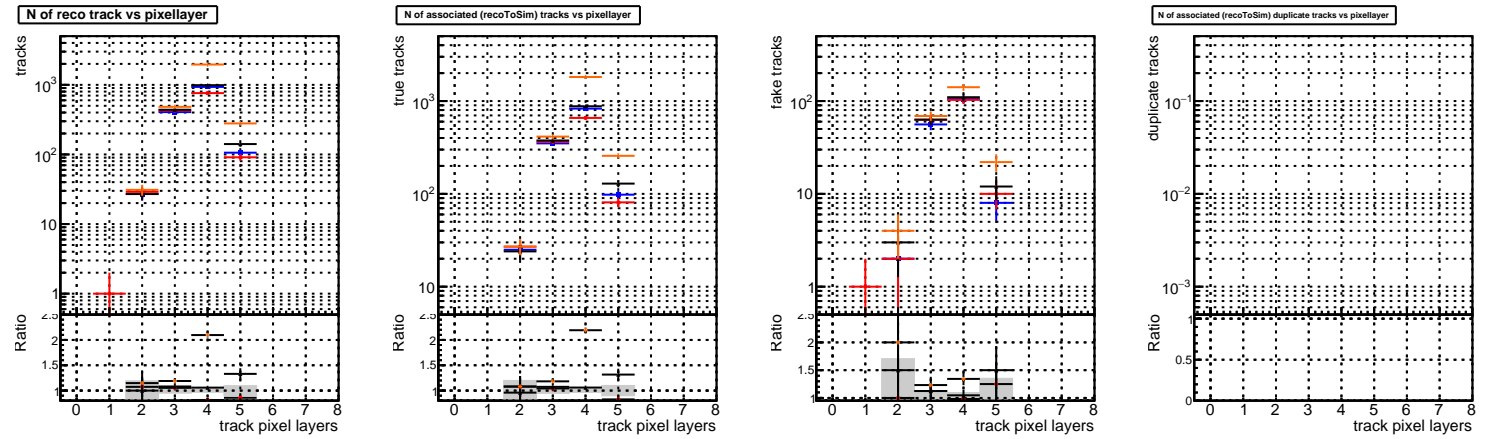 N of reco track vs pixellayer
tracks
10³
10²
10
1
Ratio
2.5
2
1.5
1
0 1 2 3 4 5 6 7 8
track pixel layers
N of associated (recoToSim) tracks vs pixellayer
true tracks
10³
10²
10
Ratio
2.5
2
1.5
1
0 1 2 3 4 5 6 7 8
track pixel layers
fake tracks
10²
10
1
Ratio
2.5
2
1.5
1
0 1 2 3 4 5 6 7 8
track pixel layers
N of associated (recoToSim) duplicate tracks vs pixellayer
duplicate tracks
10⁻¹
10⁻²
10⁻³
Ratio
1
0.5
0
0 1 2 3 4 5 6 7 8
track pixel layers